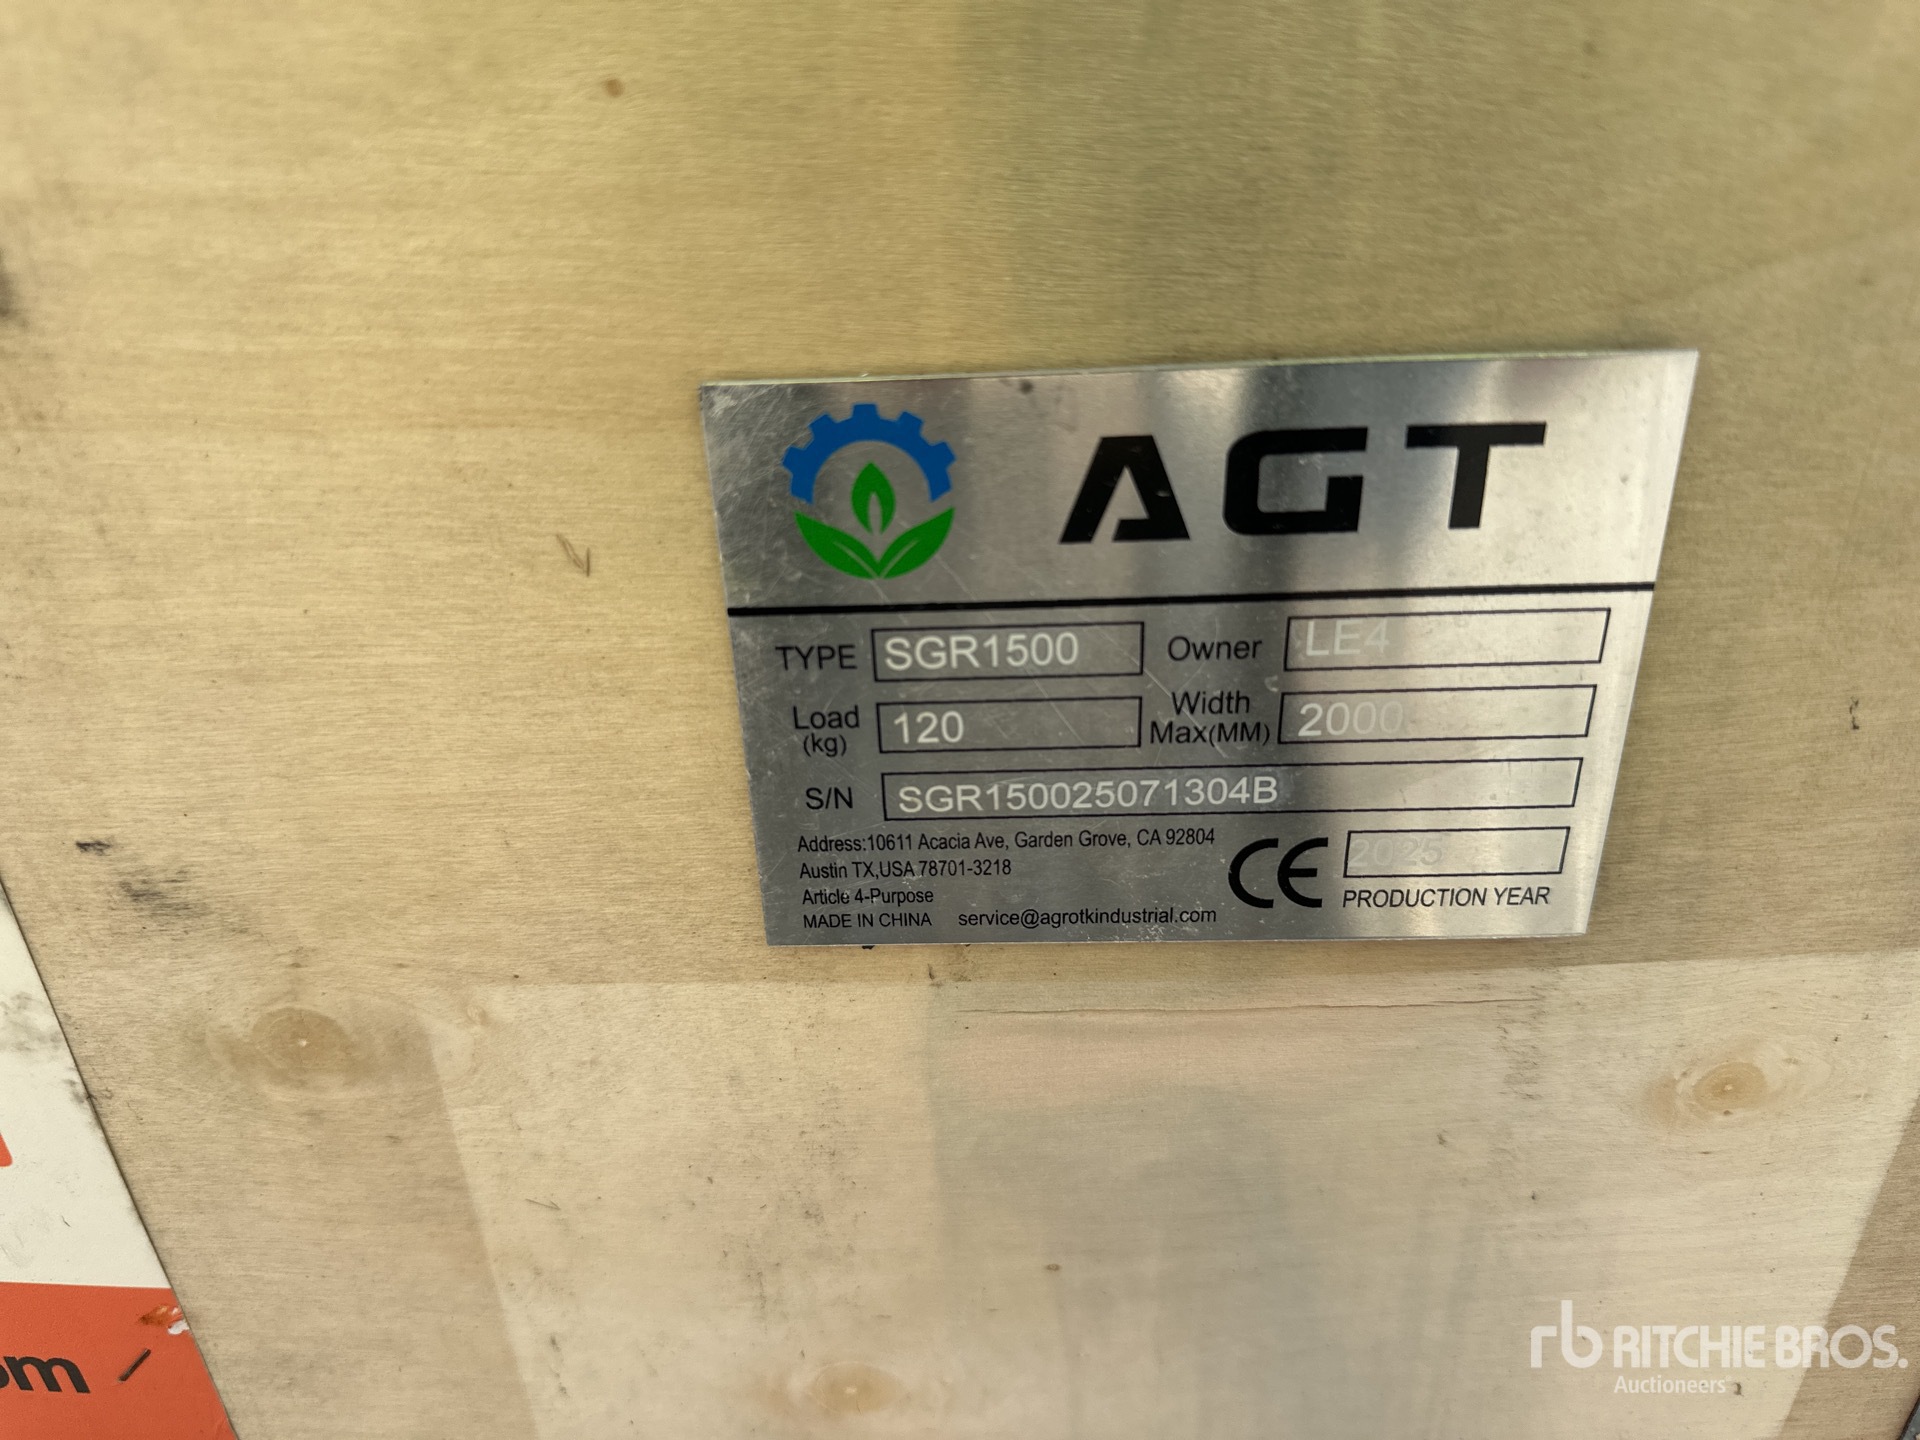 AGT
TYPE SGR1500 Owner LE4
Load (kg) 120 Width Max(MM) 2000
S/N SGR150025071304B
Address:10611 Acacia Ave, Garden Grove, CA 92804
Austin TX,USA 78701-3218
Article 4-Purpose
MADE IN CHINA service@agrotkindustrial.com
CE 2025
PRODUCTION YEAR
rb RITCHIE BROS.
Auctioneers